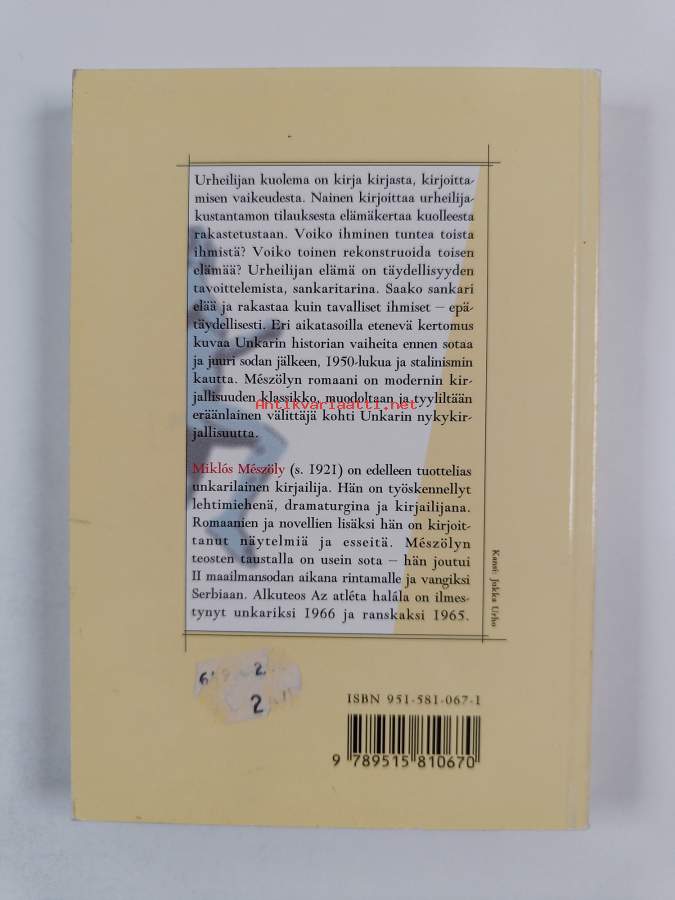 Urheilijan kuolema on kirja kirjasta, kirjoitta-
misen vaikeudesta. Nainen kirjoittaa urheilija-
kustantamon tilauksesta elämäkertaa kuolleesta
rakastetustaan. Voiko ihminen tuntea toista
ihmistä? Voiko toinen rekonstruoida toisen
elämää? Urheilijan elämä on täydellisyyden
tavoittelemista, sankaritarina. Saako sankari
elää ja rakastaa kuin tavalliset ihmiset – epä-
täydellisesti. Eri aikatasoilla etenevä kertomus
kuvaa Unkarin historian vaiheita ennen sotaa
ja juuri sodan jälkeen, 1950-lukua ja stalinismin
kautta. Mészölyn romaani on modernin kir-
jallisuuden klassikko, muodoltaan ja tyyliltään
Antikvariaatti.net
eräänlainen välittäjä kohti Unkarin nykykir-
jallisuutta.
Miklós Mészöly (s. 1921) on edelleen tuottelias
unkarilainen kirjailija. Hän on työskennellyt
lehtimiehenä, dramaturgina ja kirjailijana.
Romaanien ja novellien lisäksi hän on kirjoit-
tanut näytelmiä ja esseitä. Mészölyn
teosten taustalla on usein sota – hän joutui
II maailmansodan aikana rintamalle ja vangiksi
Serbiaan. Alkuteos Az atléta halála on ilmes-
tynyt unkariksi 1966 ja ranskaksi 1965.
Kansi: Jukka Urho
2
2
ISBN 951-581-067-1
9 789515 810670